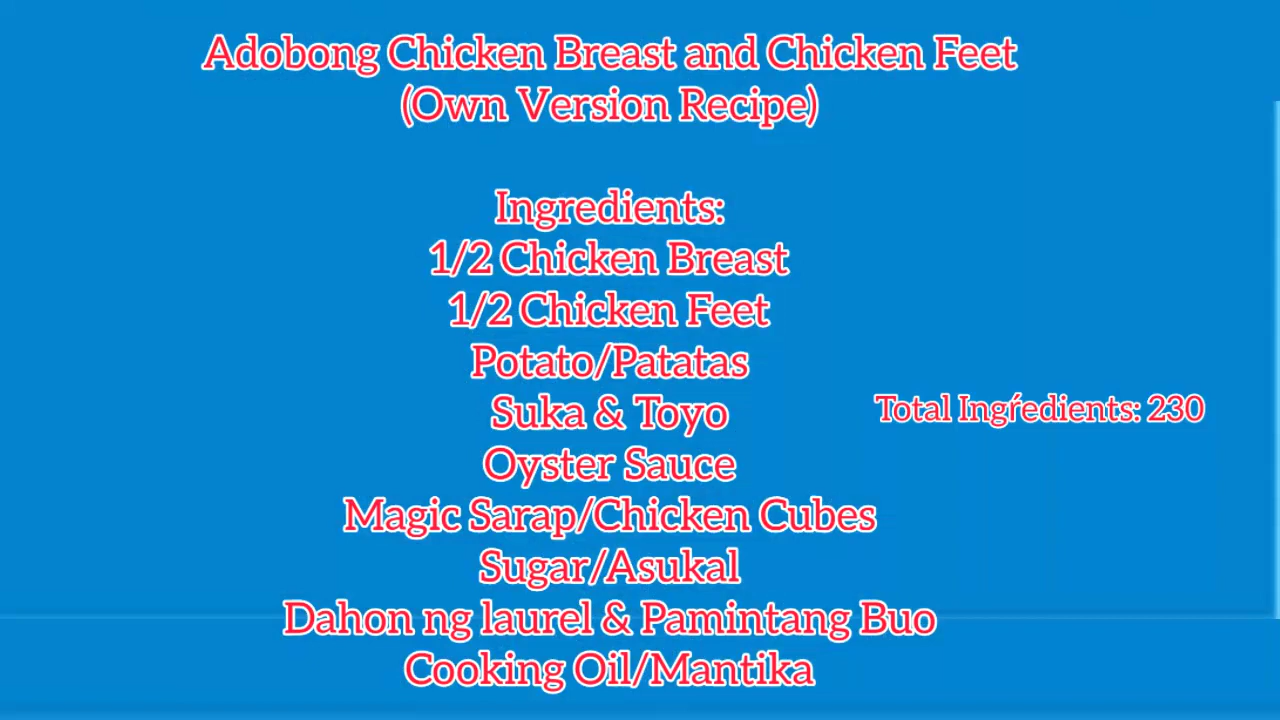 Adobong Chicken Breast and Chicken Feet
(Own Version Recipe)
Ingredients:
1/2 Chicken Breast
1/2 Chicken Feet
Potato/Patatas
Suka & Toyo
Total Ingŕedients: 230
Oyster Sauce
Magic Sarap/Chicken Cubes
Sugar/Asukal
Dahon ng laurel & Pamintang Buo
Cooking Oil/Mantika